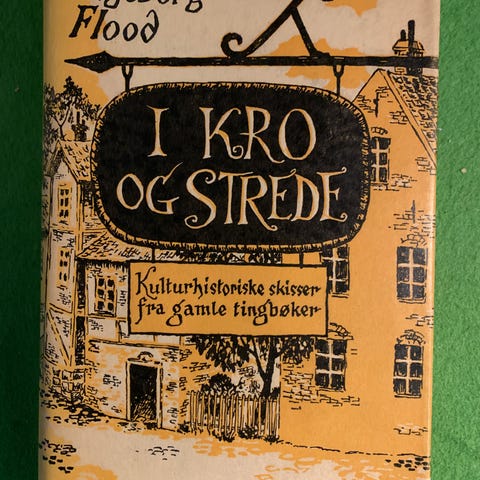 Flood
I KRO
OG STREDE
Kulturhistoriske skisser
fra gamle tingbøker